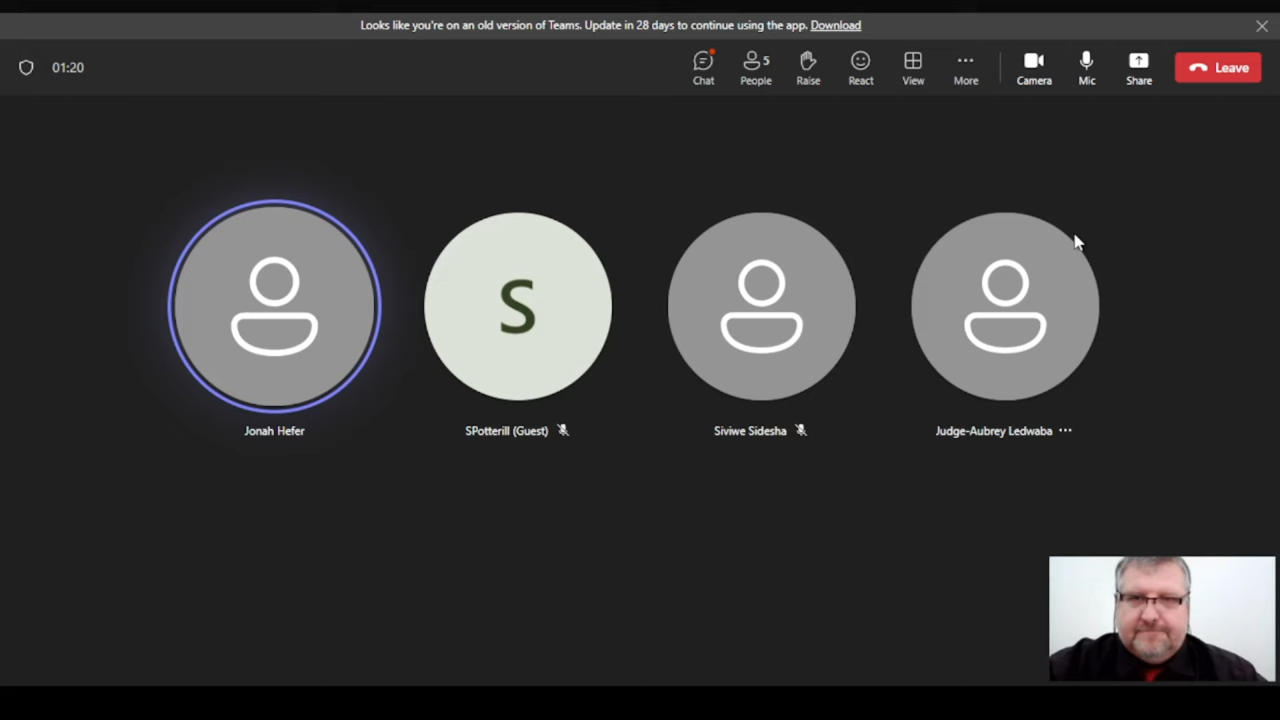 Looks like you're on an old version of Teams. Update in 28 days to continue using the app. Download
01:20
Chat
5
People
Raise
React
View
More
Camera
Mic
Share
Leave
S
Jonah Hefer
SPotterill (Guest)
Siviwe Sidesha
Judge-Aubrey Ledwaba ...